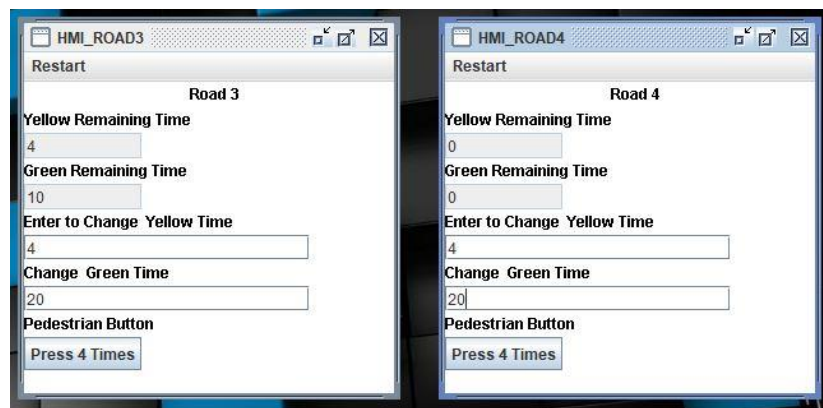 HMI_ROAD3
Restart
Road 3
Yellow Remaining Time
4
Green Remaining Time
10
Enter to Change Yellow Time
4
Change Green Time
20
Pedestrian Button
Press 4 Times
HMI_ROAD4
Restart
Road 4
Yellow Remaining Time
0
Green Remaining Time
0
Enter to Change Yellow Time
4
Change Green Time
20
Pedestrian Button
Press 4 Times